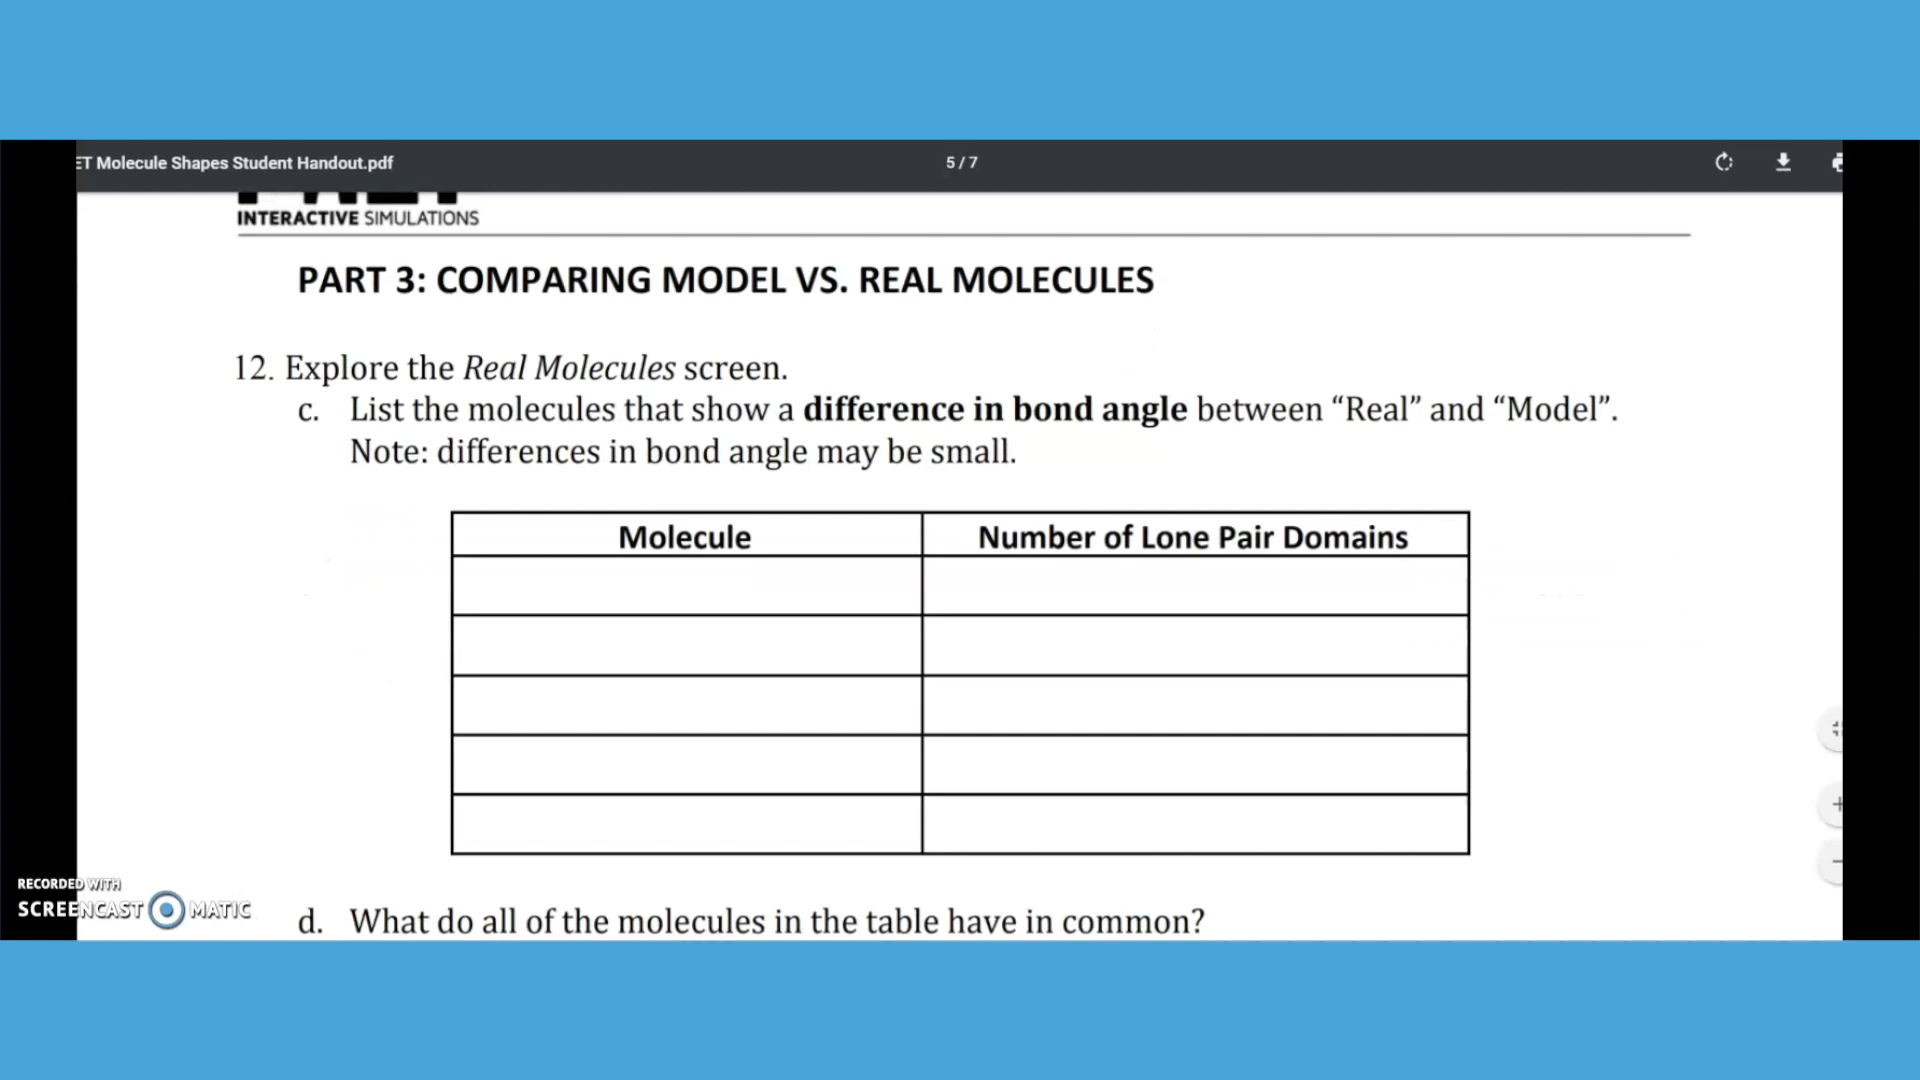 ET Molecule Shapes Student Handout.pdf
5 / 7
INTERACTIVE SIMULATIONS
PART 3: COMPARING MODEL VS. REAL MOLECULES
12. Explore the Real Molecules screen.
c. List the molecules that show a difference in bond angle between “Real” and “Model”.
Note: differences in bond angle may be small.
Molecule
Number of Lone Pair Domains
RECORDED WITH
SCREENCAST MATIC
d. What do all of the molecules in the table have in common?